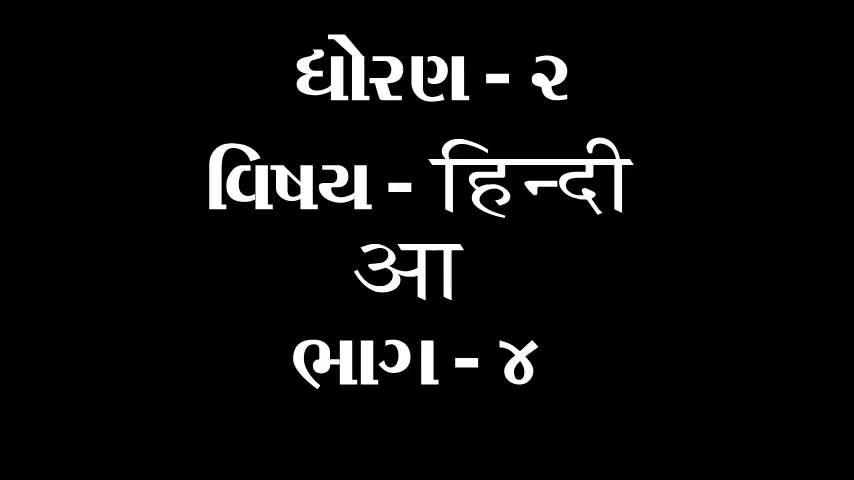 ધોરણ - ૨
વિષય - हिन्दी
आ
ભાગ - ૪